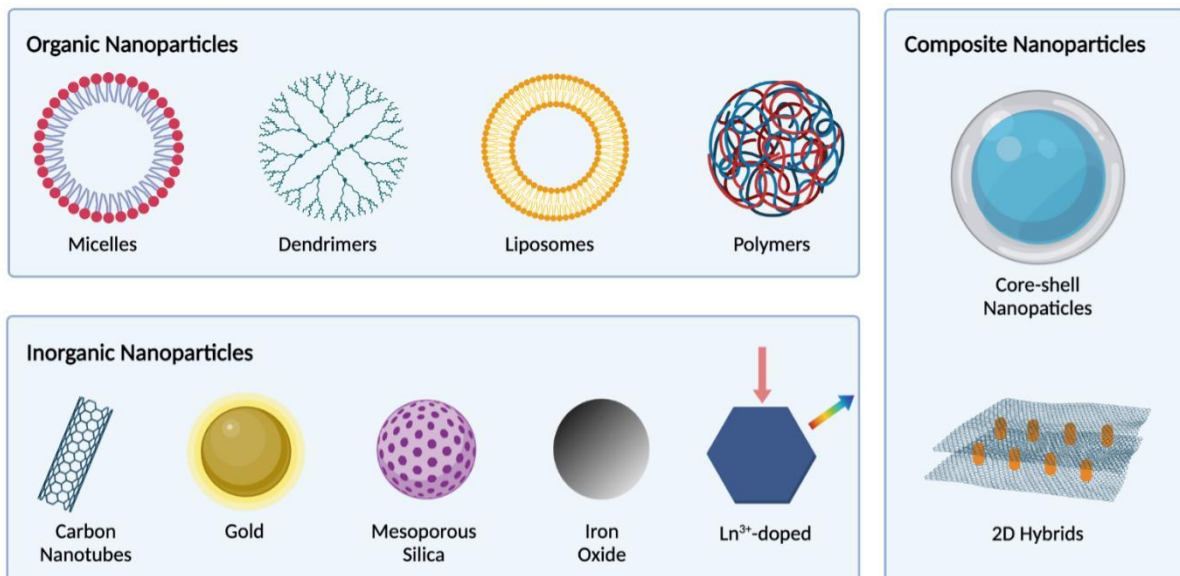 Organic Nanoparticles
Micelles
Dendrimers
Liposomes
Polymers
Inorganic Nanoparticles
Carbon
Nanotubes
Gold
Mesoporous
Silica
Iron
Oxide
Ln³⁺-doped
Composite Nanoparticles
Core-shell
Nanopaticles
2D Hybrids